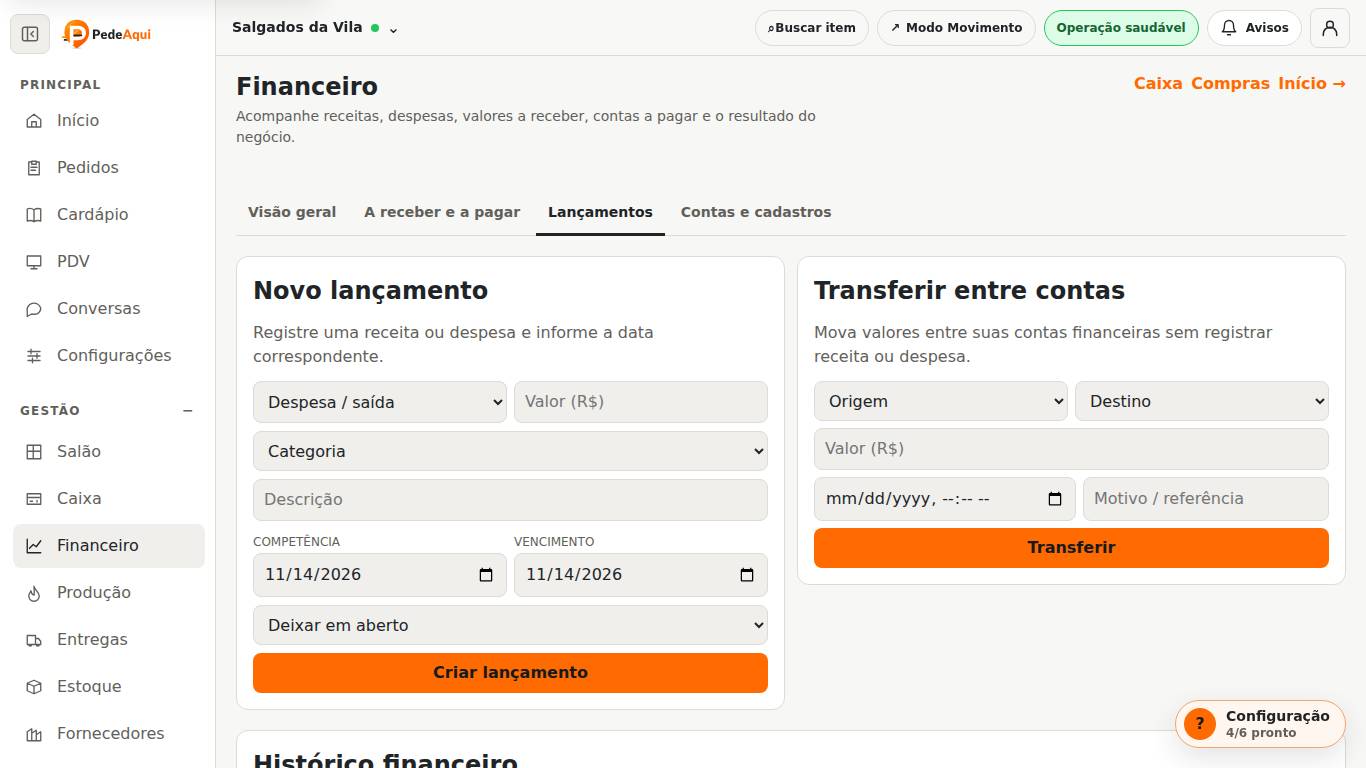 PedeAqui
PRINCIPAL
Início
Pedidos
Cardápio
PDV
Conversas
Configurações
GESTÃO
Salão
Caixa
Financeiro
Produção
Entregas
Estoque
Fornecedores
Salgados da Vila
Buscar item
↗ Modo Movimento
Operação saudável
Avisos
Financeiro
Acompanhe receitas, despesas, valores a receber, contas a pagar e o resultado do
negócio.
Caixa Compras Início →
Visão geral
A receber e a pagar
Lançamentos
Contas e cadastros
Novo lançamento
Registre uma receita ou despesa e informe a data
correspondente.
Despesa / saída
Valor (R$)
Categoria
Descrição
COMPETÊNCIA
VENCIMENTO
11/14/2026
11/14/2026
Deixar em aberto
Criar lançamento
Transferir entre contas
Mova valores entre suas contas financeiras sem registrar
receita ou despesa.
Origem
Destino
Valor (R$)
mm/dd/yyyy, --:-- --
Motivo / referência
Transferir
Histórico financeiro
?
Configuração
4/6 pronto